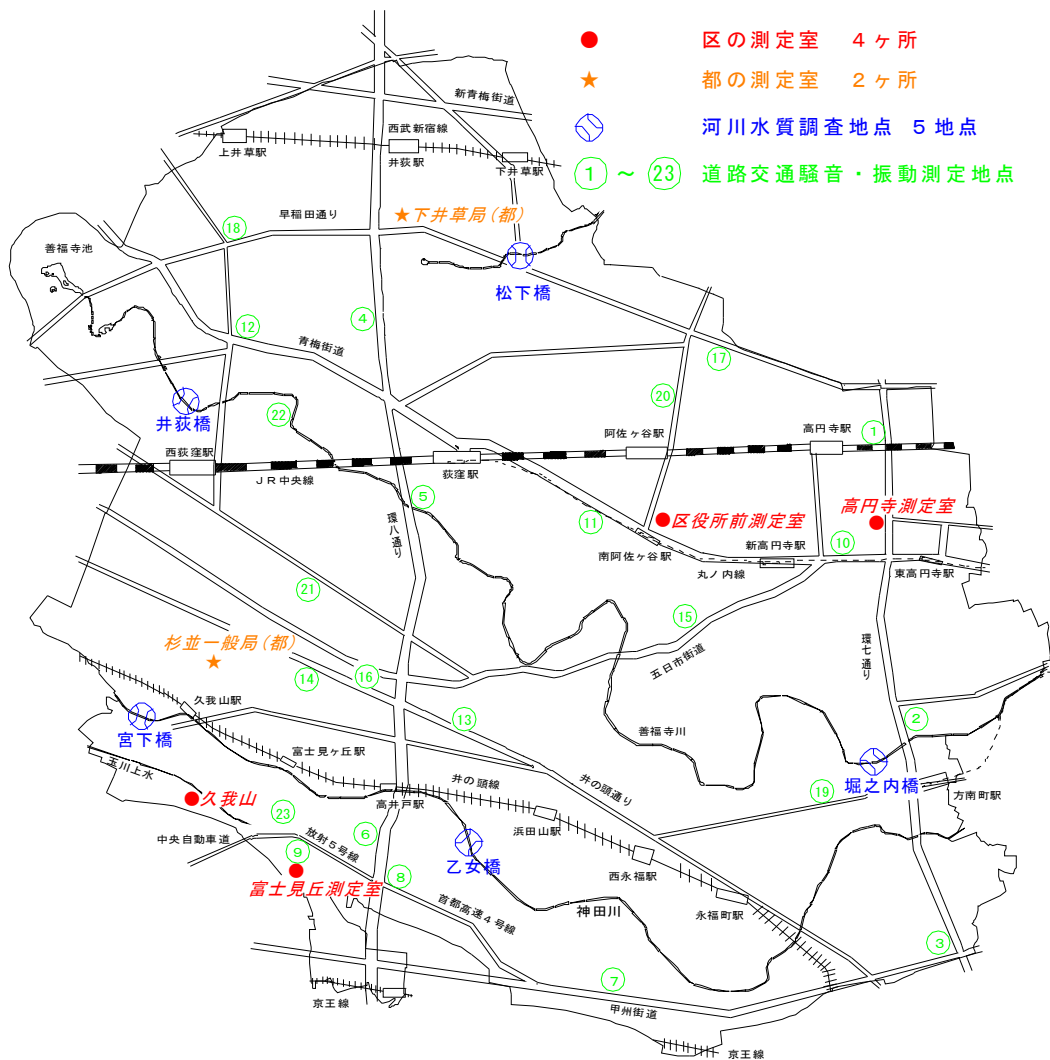 区の測定室 4ヶ所
都の測定室 2ヶ所
河川水質調査地点 5地点
1 ～ 23 道路交通騒音・振動測定地点
新青梅街道
西武新宿線
上井草駅
井荻駅
下井草駅
早稲田通り
下井草局(都)
18
善福寺池
松下橋
4
12
青梅街道
17
20
井荻橋
22
阿佐ヶ谷駅
高円寺駅
1
西荻窪駅
荻窪駅
JR中央線
5
環八通り
11
区役所前測定室
高円寺測定室
南阿佐ヶ谷駅
新高円寺駅
10
丸ノ内線
東高円寺駅
21
15
杉並一般局(都)
五日市街道
環七通り
14
16
久我山駅
13
2
宮下橋
善福寺川
富士見ヶ丘駅
玉川上水
井の頭線
井の頭通り
堀之内橋
久我山
高井戸駅
19
方南町駅
23
浜田山駅
中央自動車道
放射5号線
6
9
乙女橋
西永福駅
富士見丘測定室
8
首都高速4号線
神田川
永福町駅
3
7
京王線
甲州街道
京王線